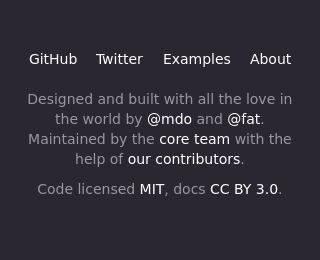 GitHub Twitter Examples About
Designed and built with all the love in
the world by @mdo and @fat.
Maintained by the core team with the
help of our contributors.
Code licensed MIT, docs CC BY 3.0.